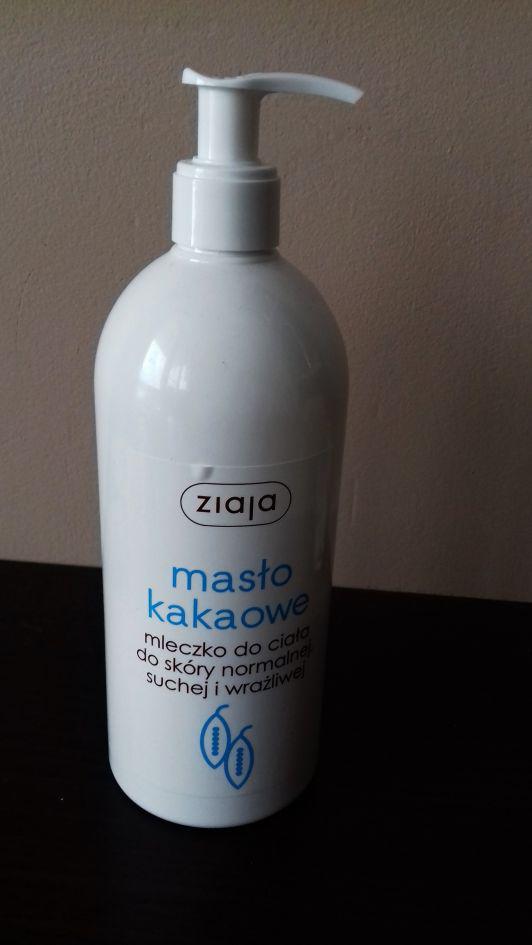 ziaja
masło
kakaowe
mleczko do ciała
do skóry normalnej,
suchej i wrażliwej